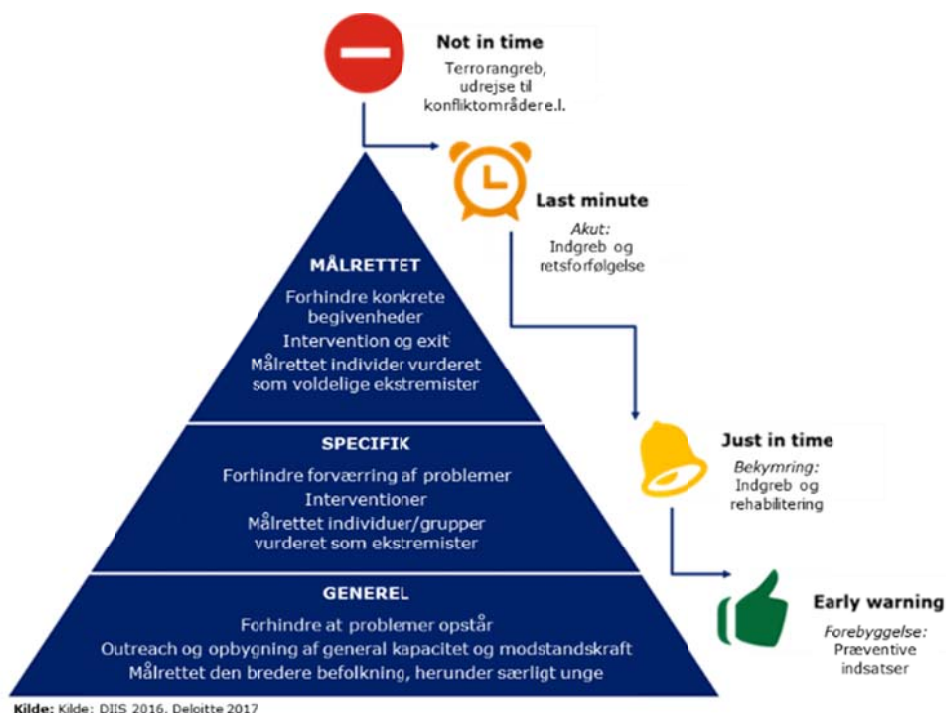 Not in time
Terrorangreb,
udrejse til
konfliktområdere.l.
Last minute
Akut:
Indgreb og
retsforfølgelse
MÅLRETTET
Forhindre konkrete
begivenheder
Intervention og exit
Målrettet individer vurderet
som voldelige ekstremister
Just in time
Bekymring:
Indgreb og
rehabilitering
SPECIFIK
Forhindre forværring af problemer
Interventioner
Målrettet individuer/grupper
vurderet som ekstremister
Early warning
Forebyggelse:
Præventive
indsatser
GENEREL
Forhindre at problemer opstår
Outreach og opbygning af general kapacitet og modstandskraft
Målrettet den bredere befolkning, herunder særligt unge
Kilde: Kilde: DIIS 2016, Deloitte 2017